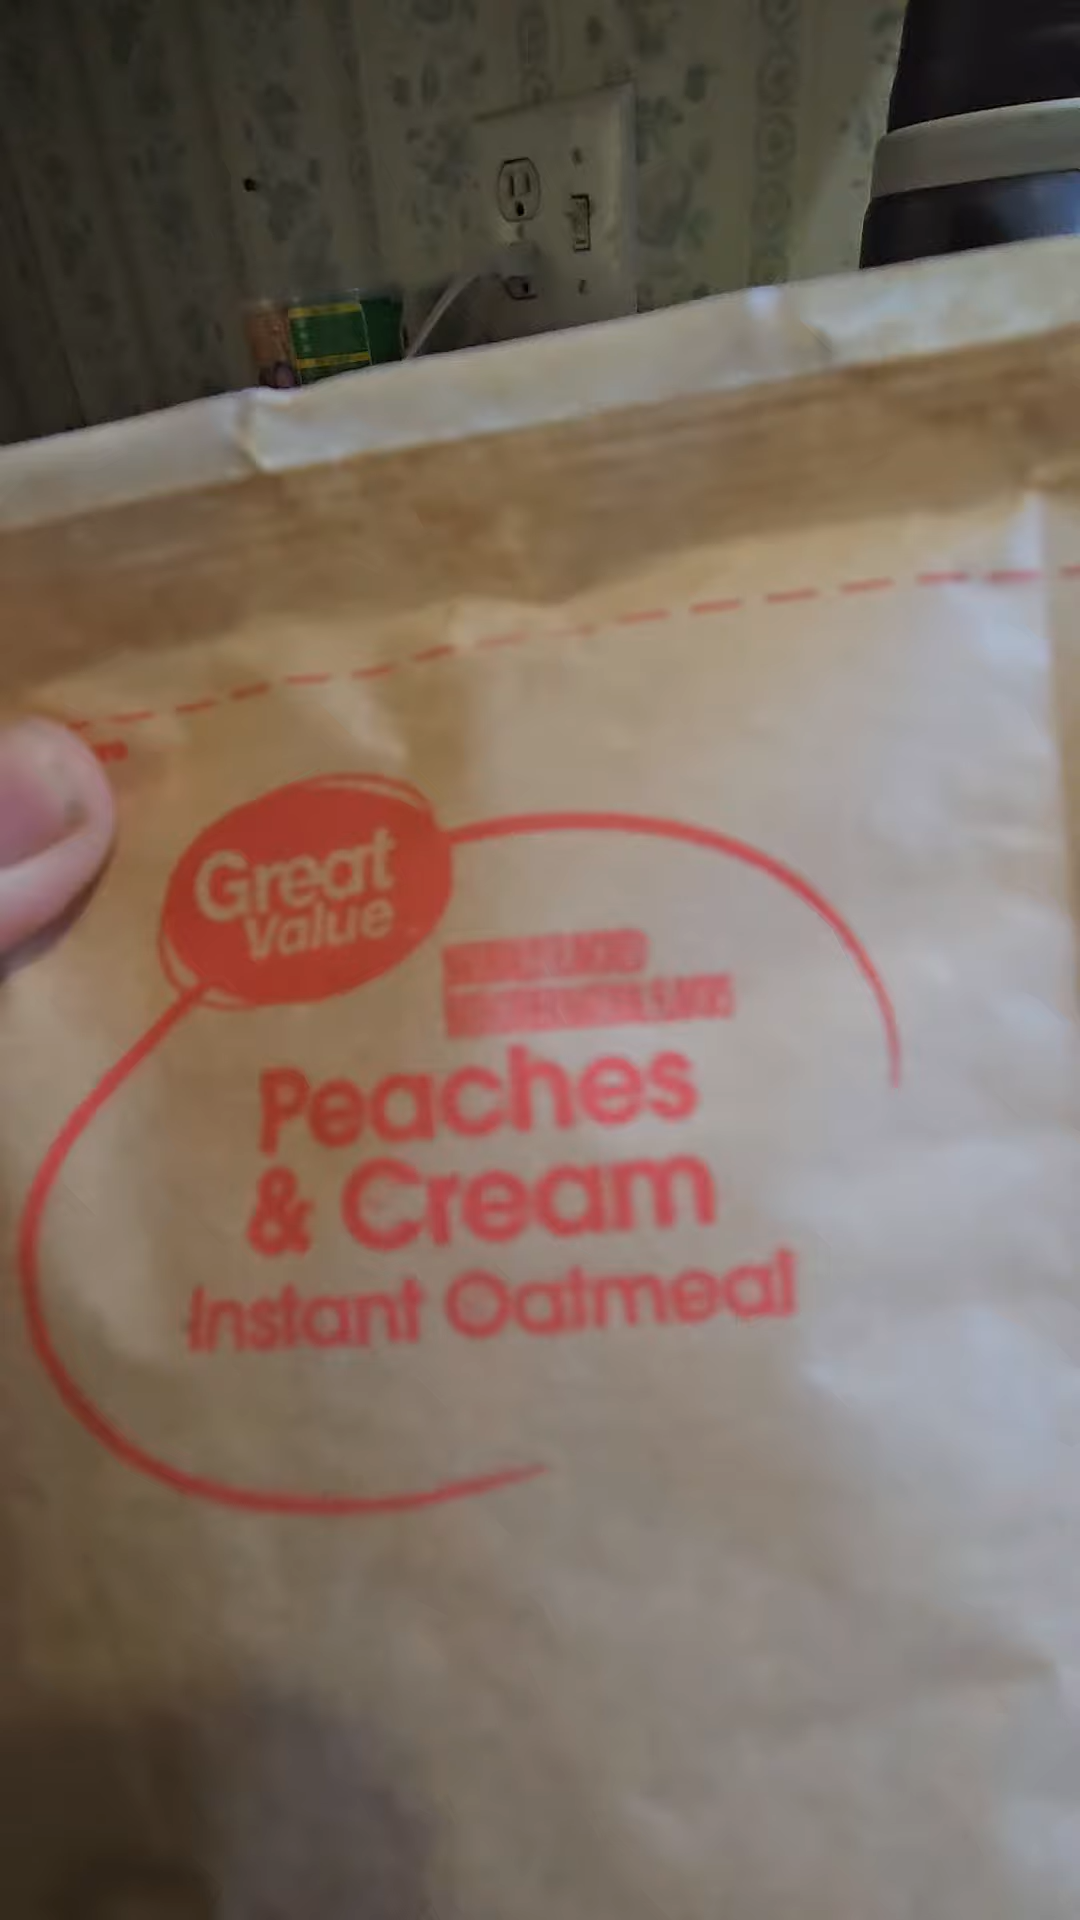 Great
Value
Peaches
& Cream
Instant Oatmeal